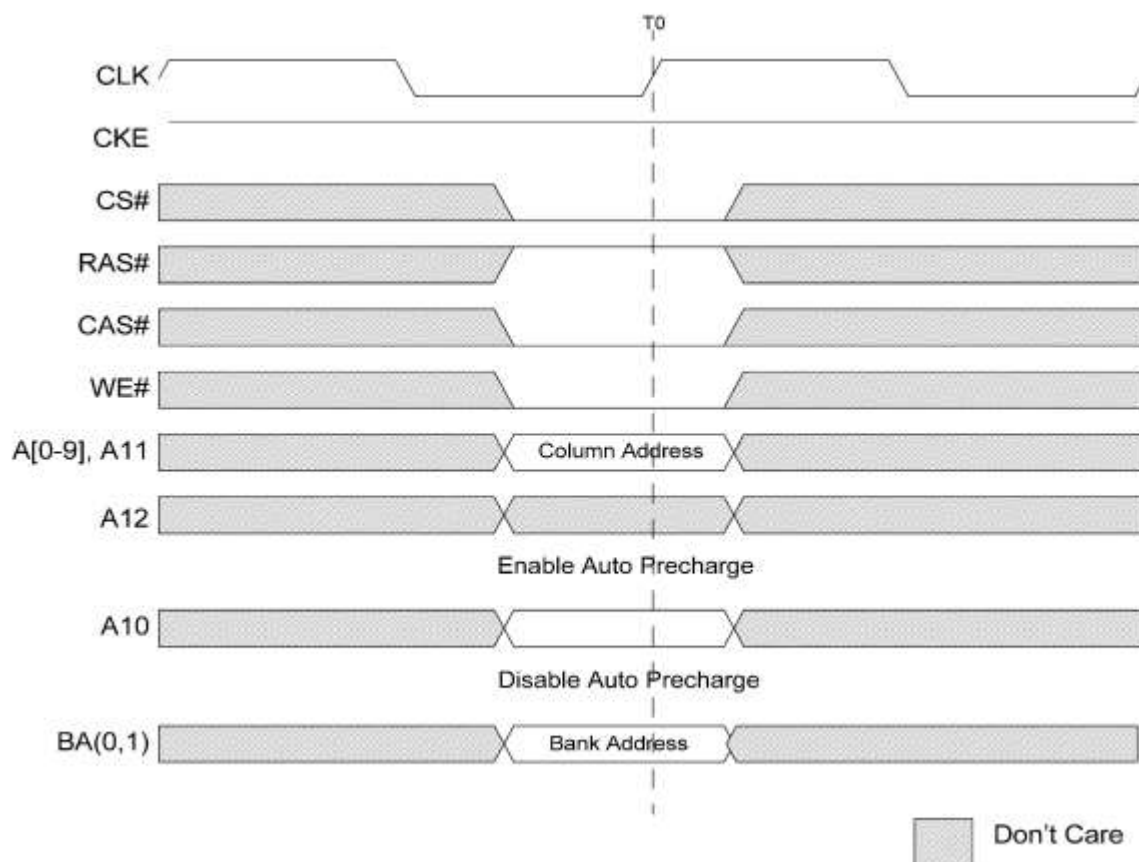 T0
CLK
CKE
CS#
RAS#
CAS#
WE#
A[0-9], A11
Column Address
A12
Enable Auto Precharge
A10
Disable Auto Precharge
BA(0,1)
Bank Address
Don't Care